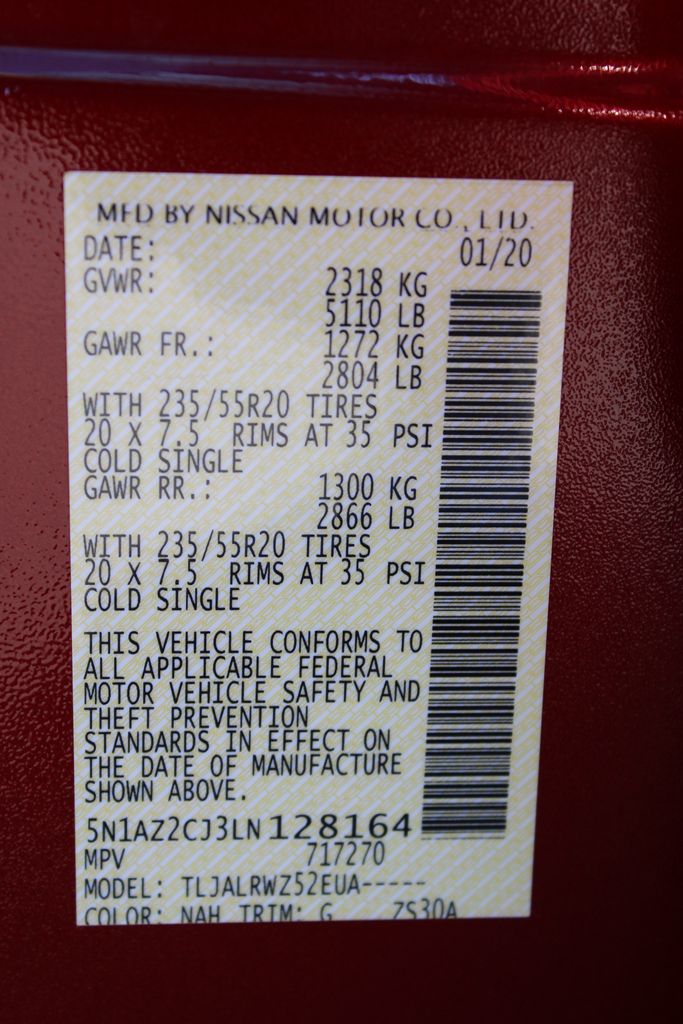 MFD BY NISSAN MOTOR CO., LTD.
DATE: 01/20
GVWR: 2318 KG
5110 LB
GAWR FR.: 1272 KG
2804 LB
WITH 235/55R20 TIRES
20 X 7.5 RIMS AT 35 PSI
COLD SINGLE
GAWR RR.: 1300 KG
2866 LB
WITH 235/55R20 TIRES
20 X 7.5 RIMS AT 35 PSI
COLD SINGLE
THIS VEHICLE CONFORMS TO
ALL APPLICABLE FEDERAL
MOTOR VEHICLE SAFETY AND
THEFT PREVENTION
STANDARDS IN EFFECT ON
THE DATE OF MANUFACTURE
SHOWN ABOVE.
5N1AZ2CJ3LN128164
MPV 717270
MODEL: TLJALRWZ52EUA-----
COLOR: NAH TRIM: G ZS30A